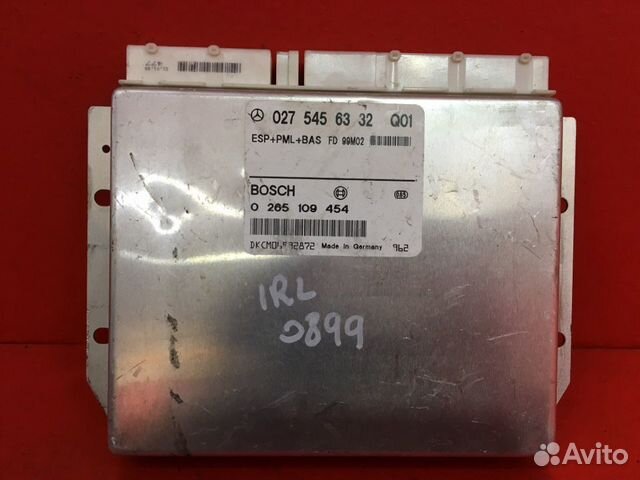 027 545 63 32 Q01
ESP+PML+BAS FD 99M02
BOSCH
0 265 109 454
DKCM04592872 Made in Germany 962
IRL
0899
Avito